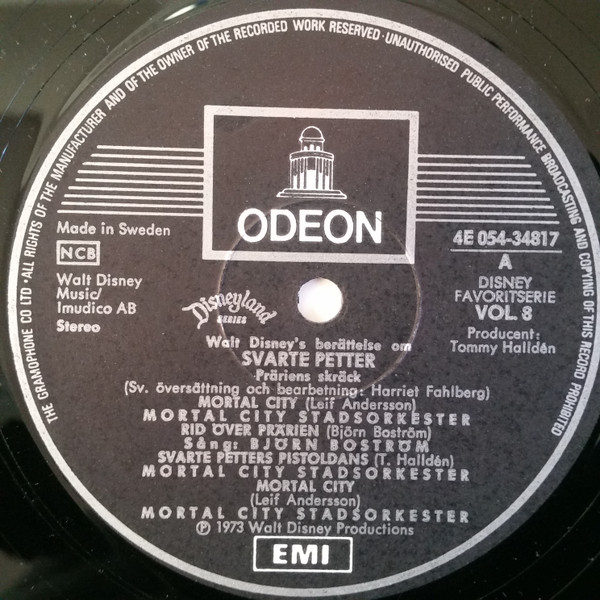 THE GRAMOPHONE CO LTD · ALL RIGHTS OF THE MANUFACTURER AND OF THE OWNER OF THE RECORDED WORK RESERVED · UNAUTHORISED PUBLIC PERFORMANCE BROADCASTING AND COPYING OF THIS RECORD PROHIBITED
ODEON
Made in Sweden
NCB
Walt Disney
Music/
Imudico AB
Stereo
4E 054-34817
A
DISNEY
FAVORITSERIE
VOL 8
Producent:
Tommy Halldén
Disneyland
SERIES
Walt Disney's berättelse om
SVARTE PETTER
Präriens skräck
(Sv. översättning och bearbetning: Harriet Fahlberg)
MORTAL CITY (Leif Andersson)
MORTAL CITY STADSORKESTER
RID ÖVER PRÄRIEN (Björn Boström)
Sång: BJÖRN BOSTRÖM
SVARTE PETTERS PISTOLDANS (T. Halldén)
MORTAL CITY STADSORKESTER
MORTAL CITY
(Leif Andersson)
MORTAL CITY STADSORKESTER
Ⓟ 1973 Walt Disney Productions
EMI